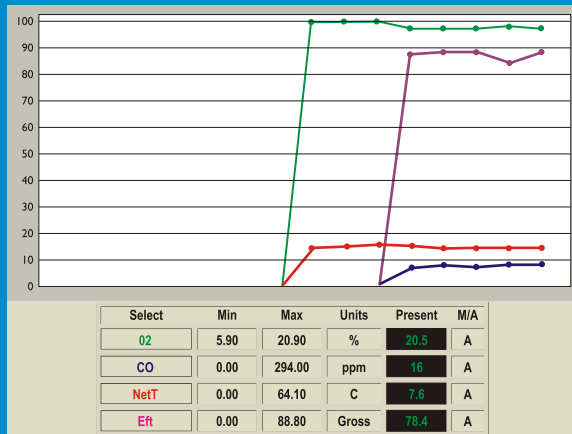 100
90
80
70
60
50
40
30
20
10
0
Select Min Max Units Present M/A
02 5.90 20.90 % 20.5 A
CO 0.00 294.00 ppm 16 A
NetT 0.00 64.10 C 7.6 A
Eft 0.00 88.80 Gross 78.4 A